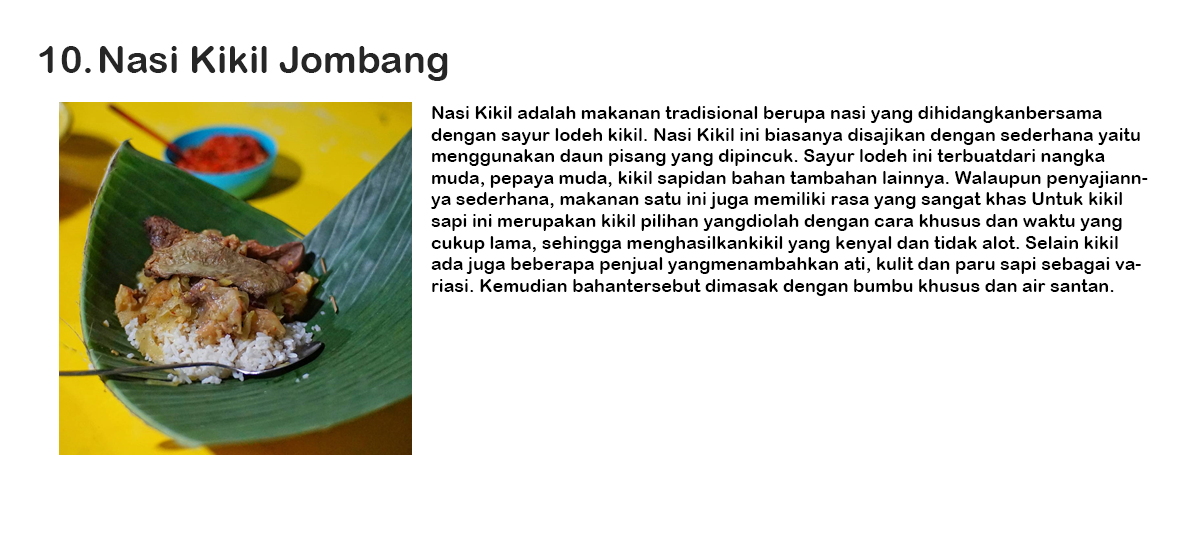 10. Nasi Kikil Jombang
Nasi Kikil adalah makanan tradisional berupa nasi yang dihidangkanbersama
dengan sayur lodeh kikil. Nasi Kikil ini biasanya disajikan dengan sederhana yaitu
menggunakan daun pisang yang dipincuk. Sayur lodeh ini terbuatdari nangka
muda, pepaya muda, kikil sapidan bahan tambahan lainnya. Walaupun penyajiann-
ya sederhana, makanan satu ini juga memiliki rasa yang sangat khas Untuk kikil
sapi ini merupakan kikil pilihan yangdiolah dengan cara khusus dan waktu yang
cukup lama, sehingga menghasilkankikil yang kenyal dan tidak alot. Selain kikil
ada juga beberapa penjual yangmenambahkan ati, kulit dan paru sapi sebagai va-
riasi. Kemudian bahantersebut dimasak dengan bumbu khusus dan air santan.